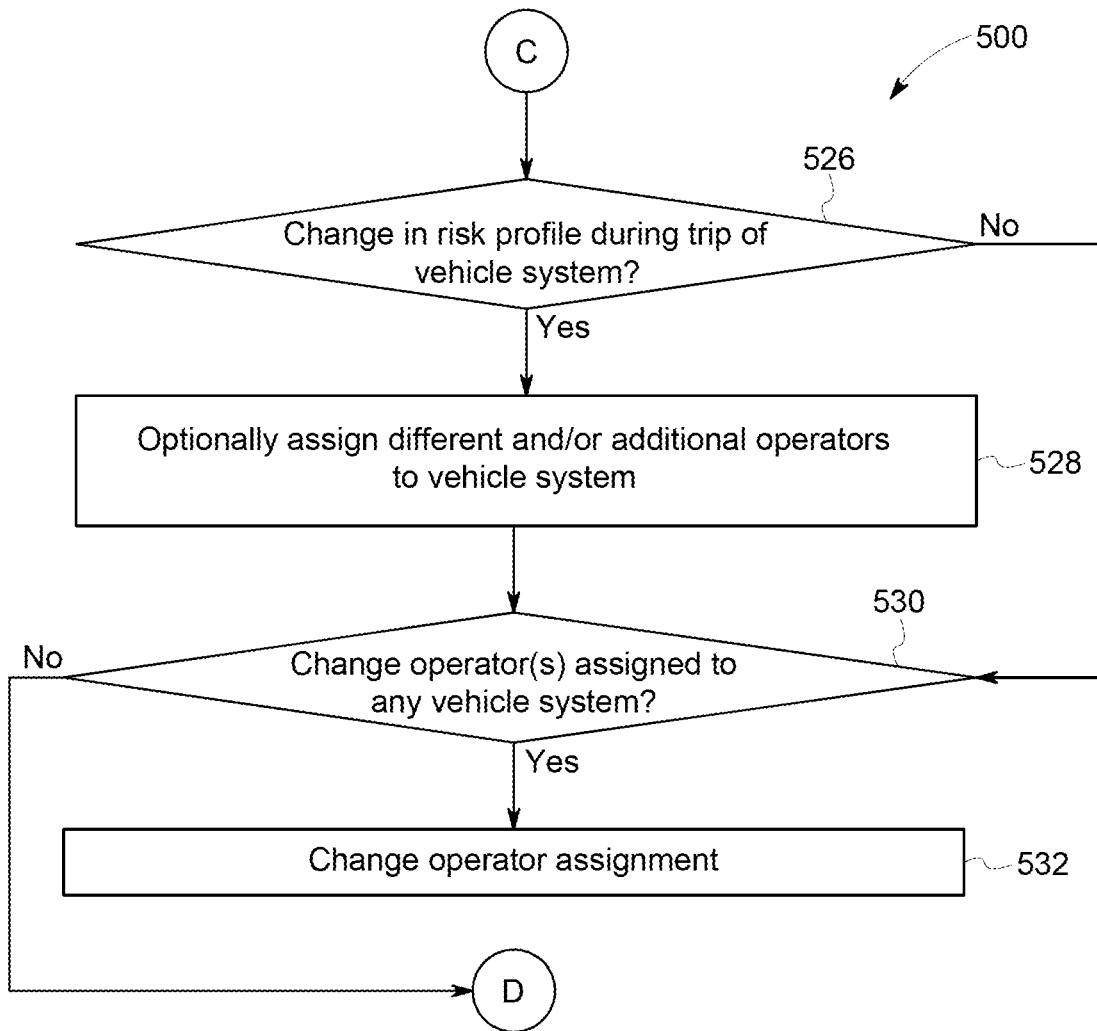 C
500
526
Change in risk profile during trip of
vehicle system?
No
Yes
Optionally assign different and/or additional operators
to vehicle system
528
530
No
Change operator(s) assigned to
any vehicle system?
Yes
Change operator assignment
532
D